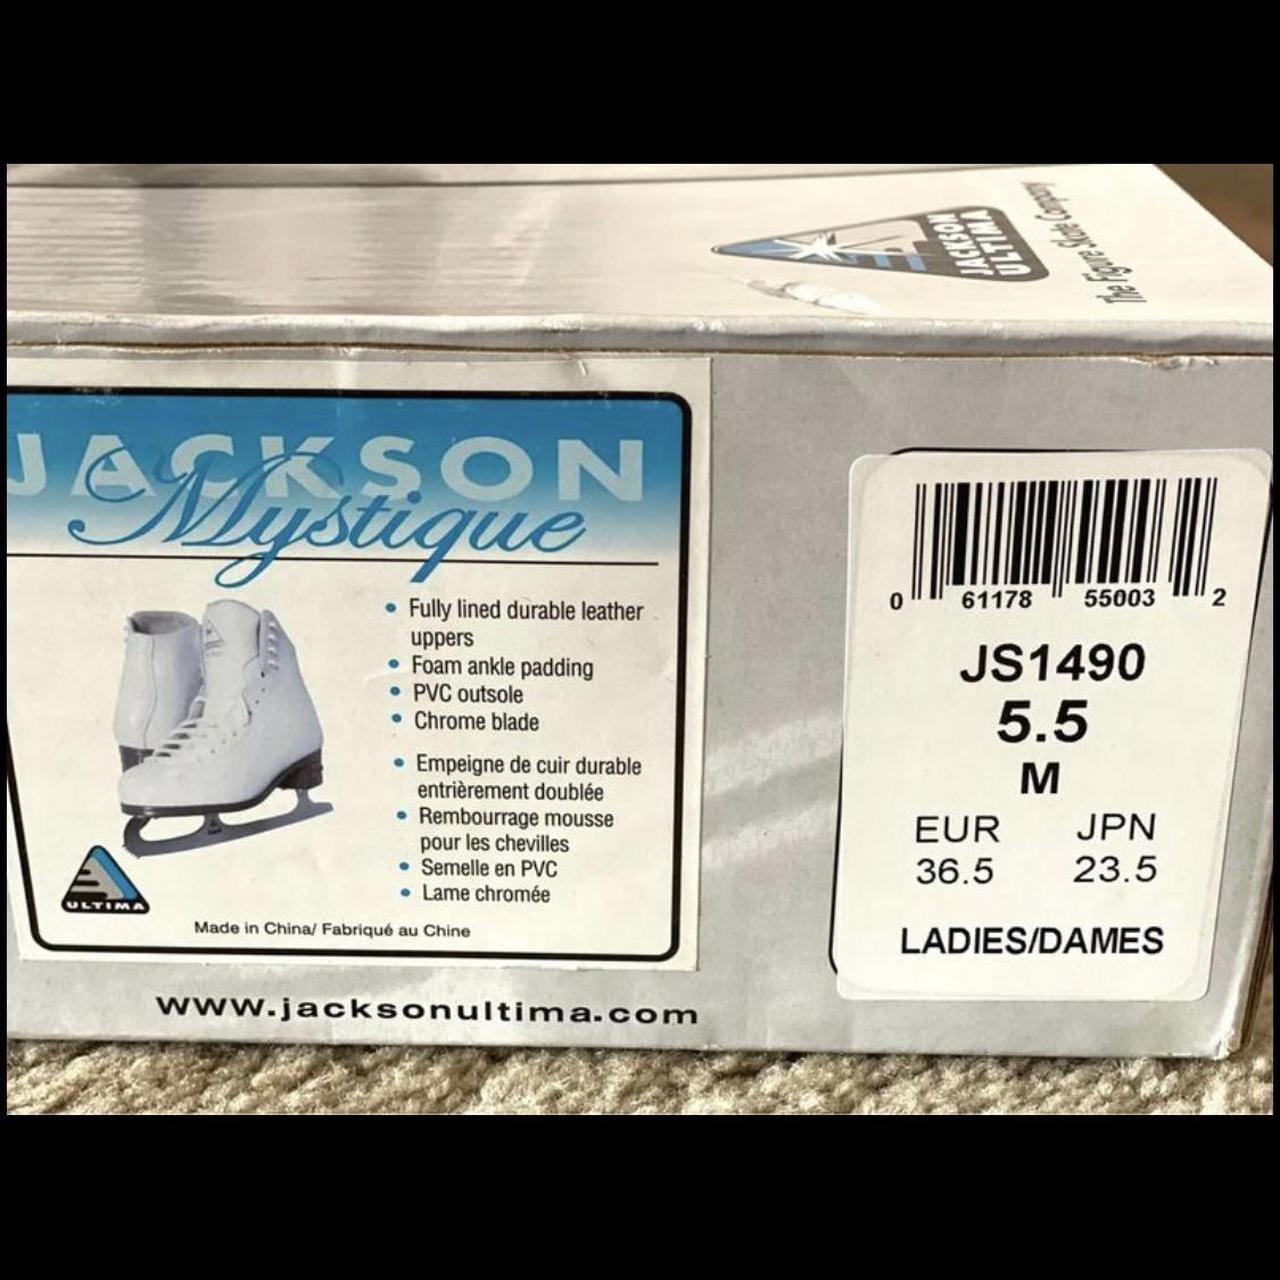 JACKSON
ULTIMA
The Figure Skate Company
JACKSON
Mystique
• Fully lined durable leather
uppers
• Foam ankle padding
• PVC outsole
• Chrome blade
• Empeigne de cuir durable
entrièrement doublée
• Rembourrage mousse
pour les chevilles
• Semelle en PVC
• Lame chromée
ULTIMA
Made in China/ Fabriqué au Chine
www.jacksonultima.com
0 61178 55003 2
JS1490
5.5
M
EUR JPN
36.5 23.5
LADIES/DAMES